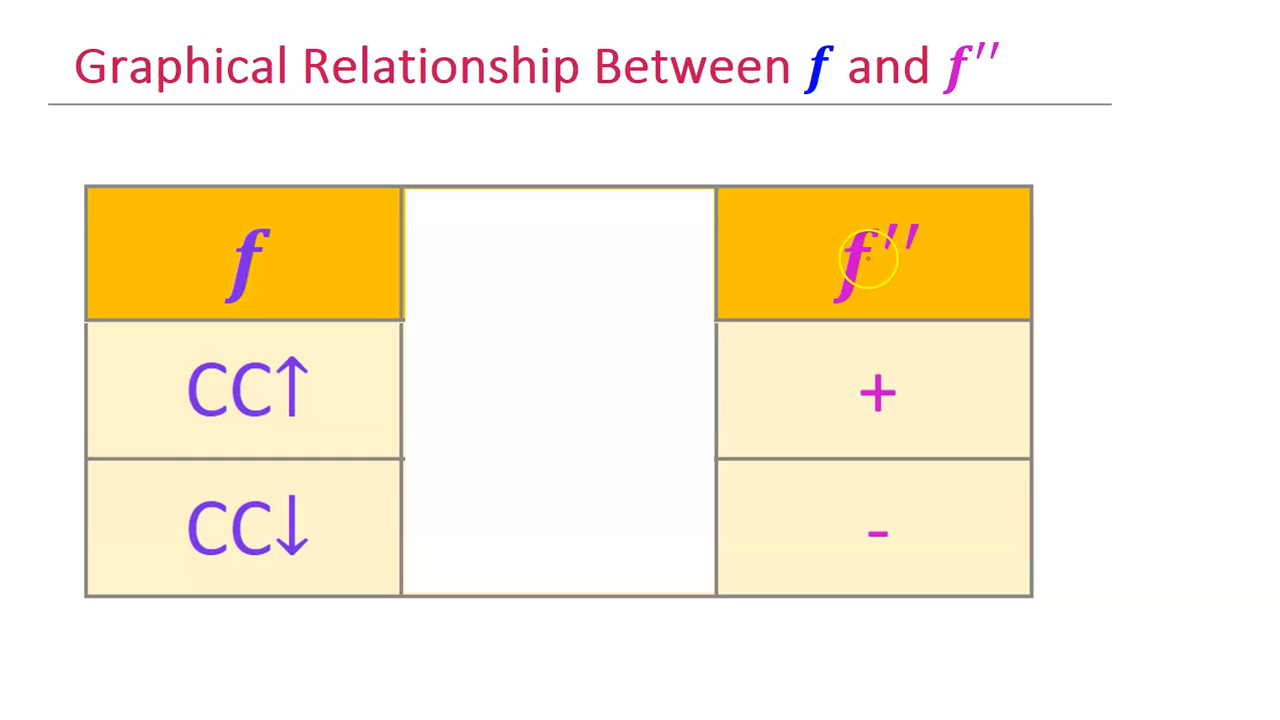 Graphical Relationship Between f and f′′
f f′′
CC↑ +
CC↓ -